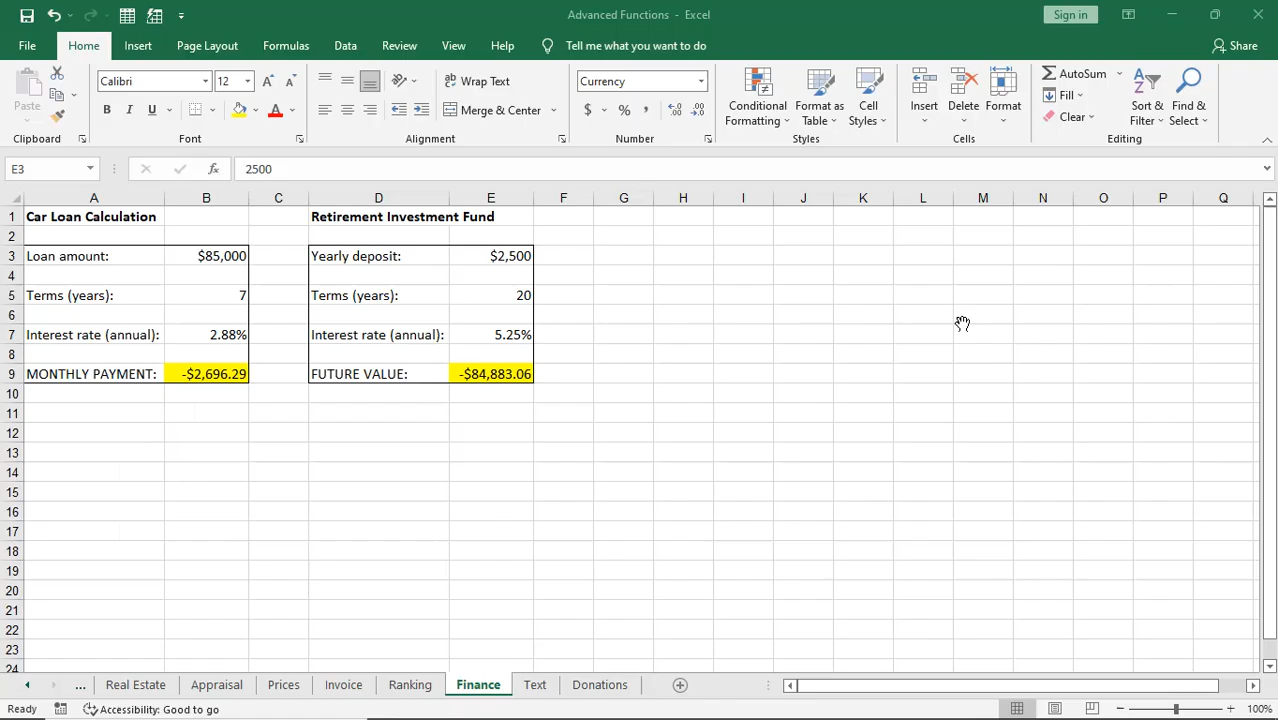 Advanced Functions - Excel
Sign in
File Home Insert Page Layout Formulas Data Review View Help Tell me what you want to do Share
Paste
Clipboard
Calibri 12
B I U A
Font
Wrap Text
Merge & Center
Alignment
Currency
$ % ,
Number
Conditional Formatting
Format as Table
Cell Styles
Styles
Insert Delete Format
Cells
AutoSum
Fill
Clear
Sort & Filter
Find & Select
Editing
E3 fx 2500
A B C D E F G H I J K L M N O P Q
1 Car Loan Calculation Retirement Investment Fund
2
3 Loan amount: $85,000 Yearly deposit: $2,500
4
5 Terms (years): 7 Terms (years): 20
6
7 Interest rate (annual): 2.88% Interest rate (annual): 5.25%
8
9 MONTHLY PAYMENT: -$2,696.29 FUTURE VALUE: -$84,883.06
10
11
12
13
14
15
16
17
18
19
20
21
22
23
24
... Real Estate Appraisal Prices Invoice Ranking Finance Text Donations
Ready Accessibility: Good to go 100%